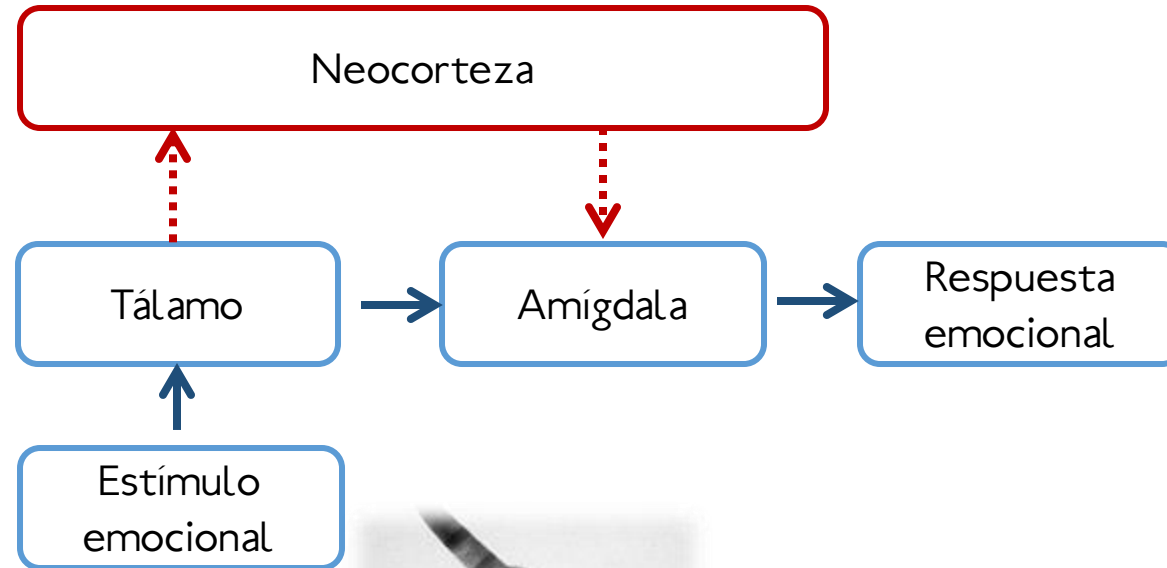 Neocorteza
Tálamo
Amígdala
Respuesta
emocional
Estímulo
emocional